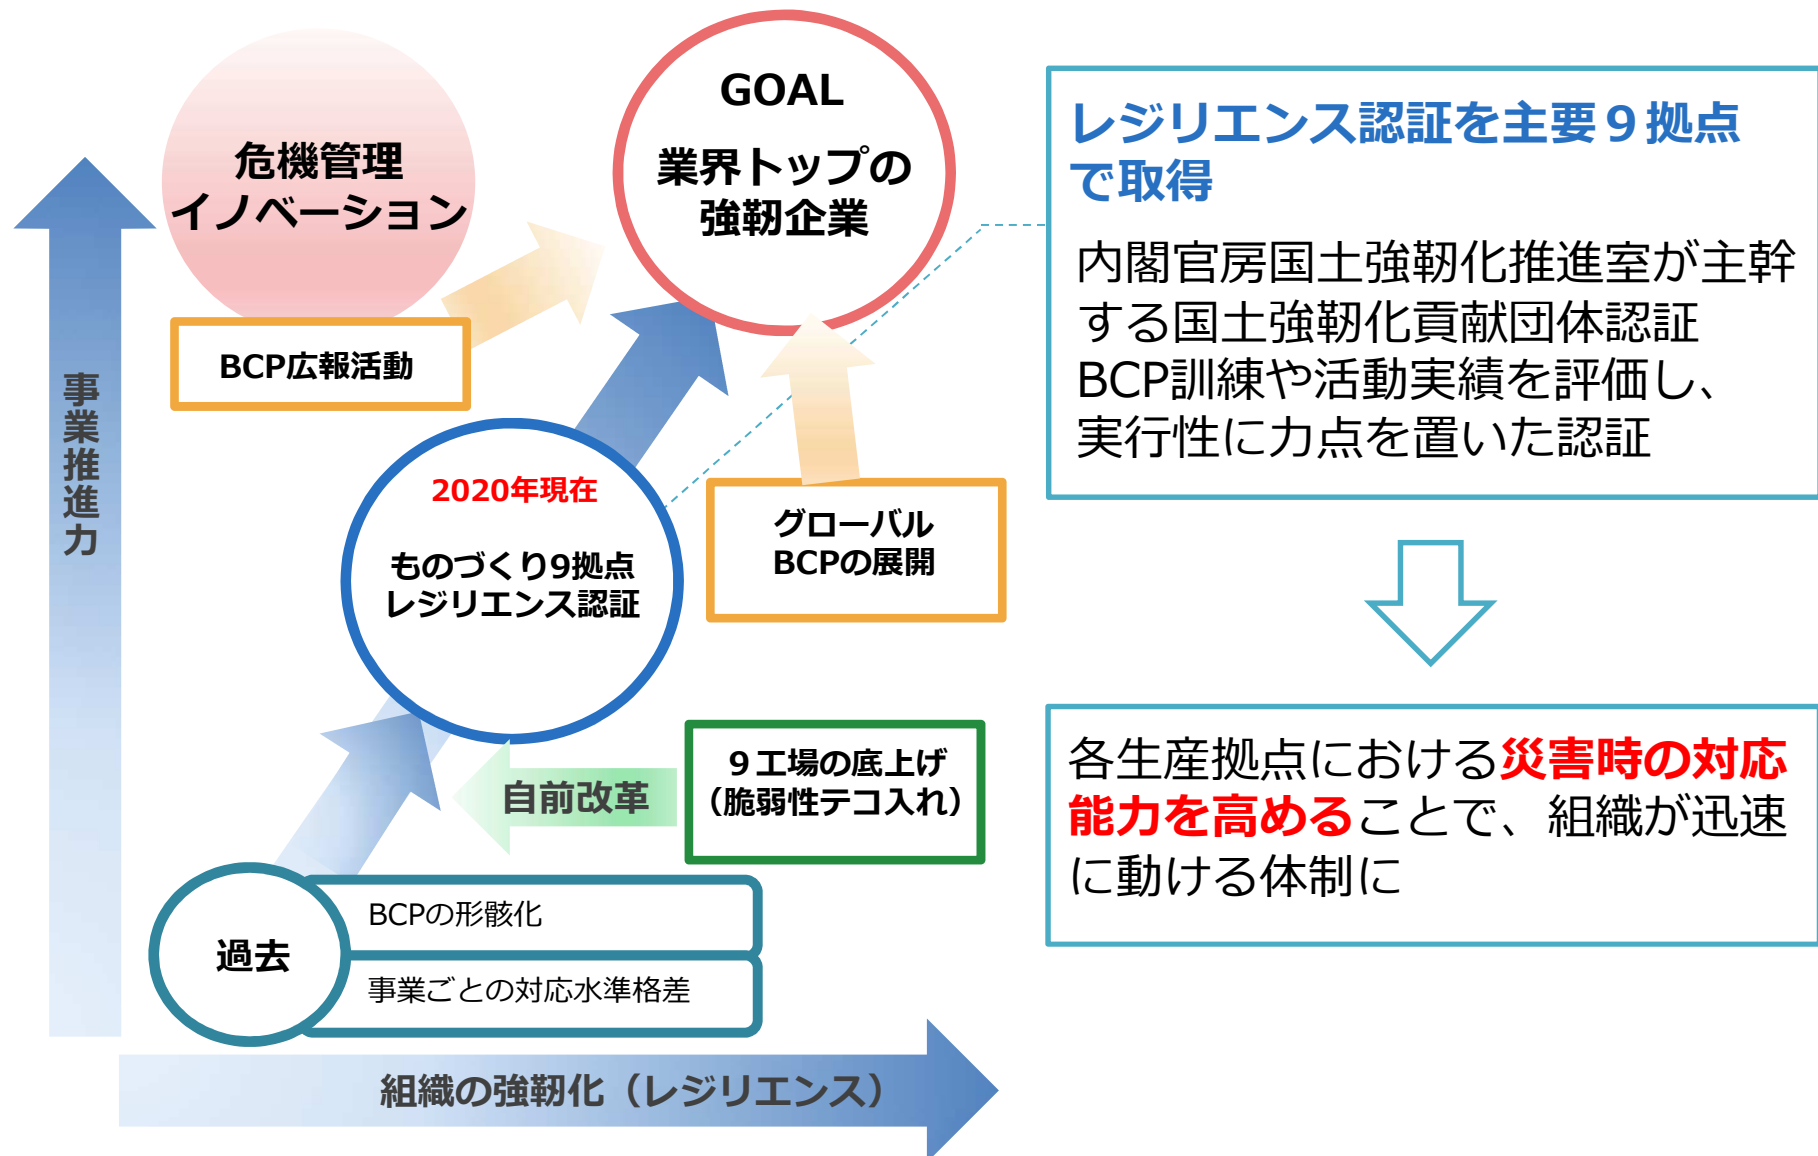 危機管理
イノベーション
GOAL
業界トップの
強靭企業
BCP広報活動
事業推進力
2020年現在
ものづくり9拠点
レジリエンス認証
グローバル
BCPの展開
自前改革
９工場の底上げ
（脆弱性テコ入れ）
過去
BCPの形骸化
事業ごとの対応水準格差
組織の強靭化（レジリエンス）
レジリエンス認証を主要９拠点
で取得
内閣官房国土強靭化推進室が主幹
する国土強靭化貢献団体認証
BCP訓練や活動実績を評価し、
実行性に力点を置いた認証
各生産拠点における災害時の対応
能力を高めることで、組織が迅速
に動ける体制に